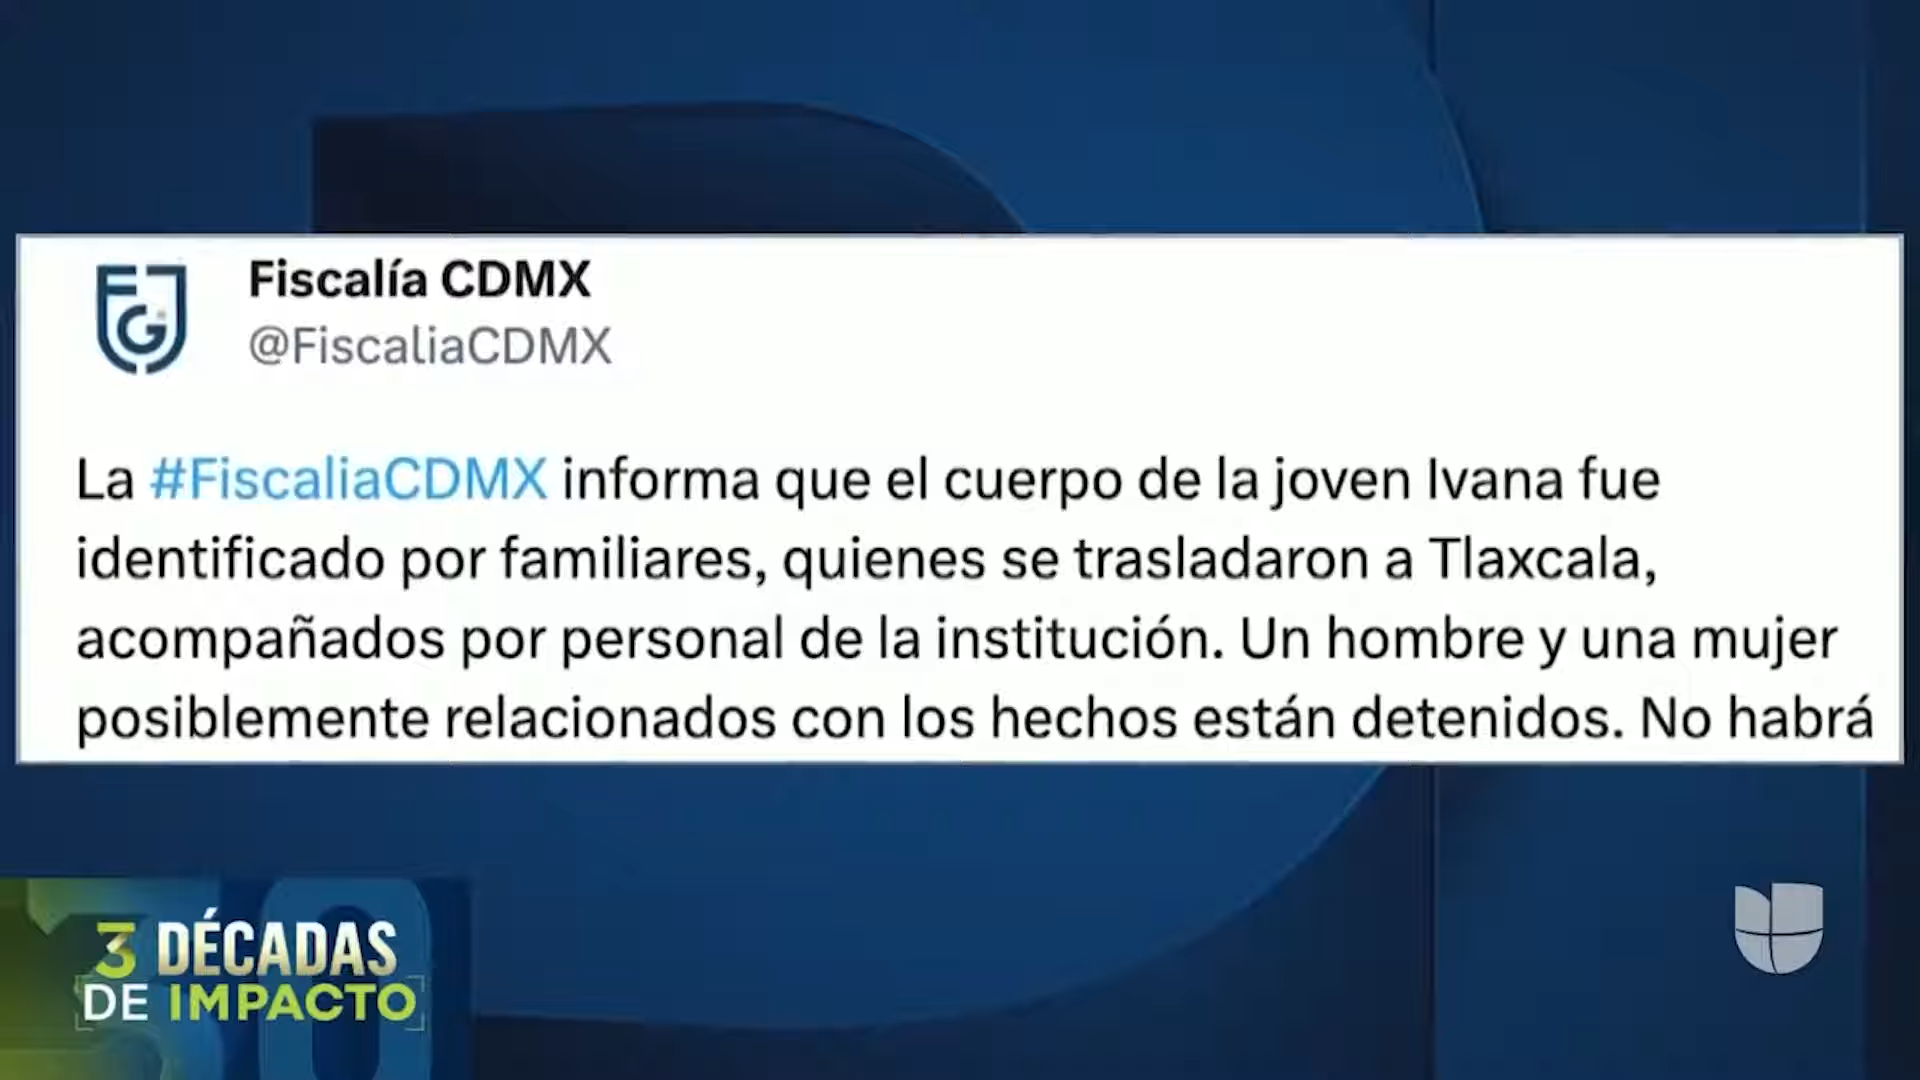 Fiscalía CDMX
@FiscaliaCDMX
La #FiscaliaCDMX informa que el cuerpo de la joven Ivana fue
identificado por familiares, quienes se trasladaron a Tlaxcala,
acompañados por personal de la institución. Un hombre y una mujer
posiblemente relacionados con los hechos están detenidos. No habrá
3 DÉCADAS
DE IMPACTO